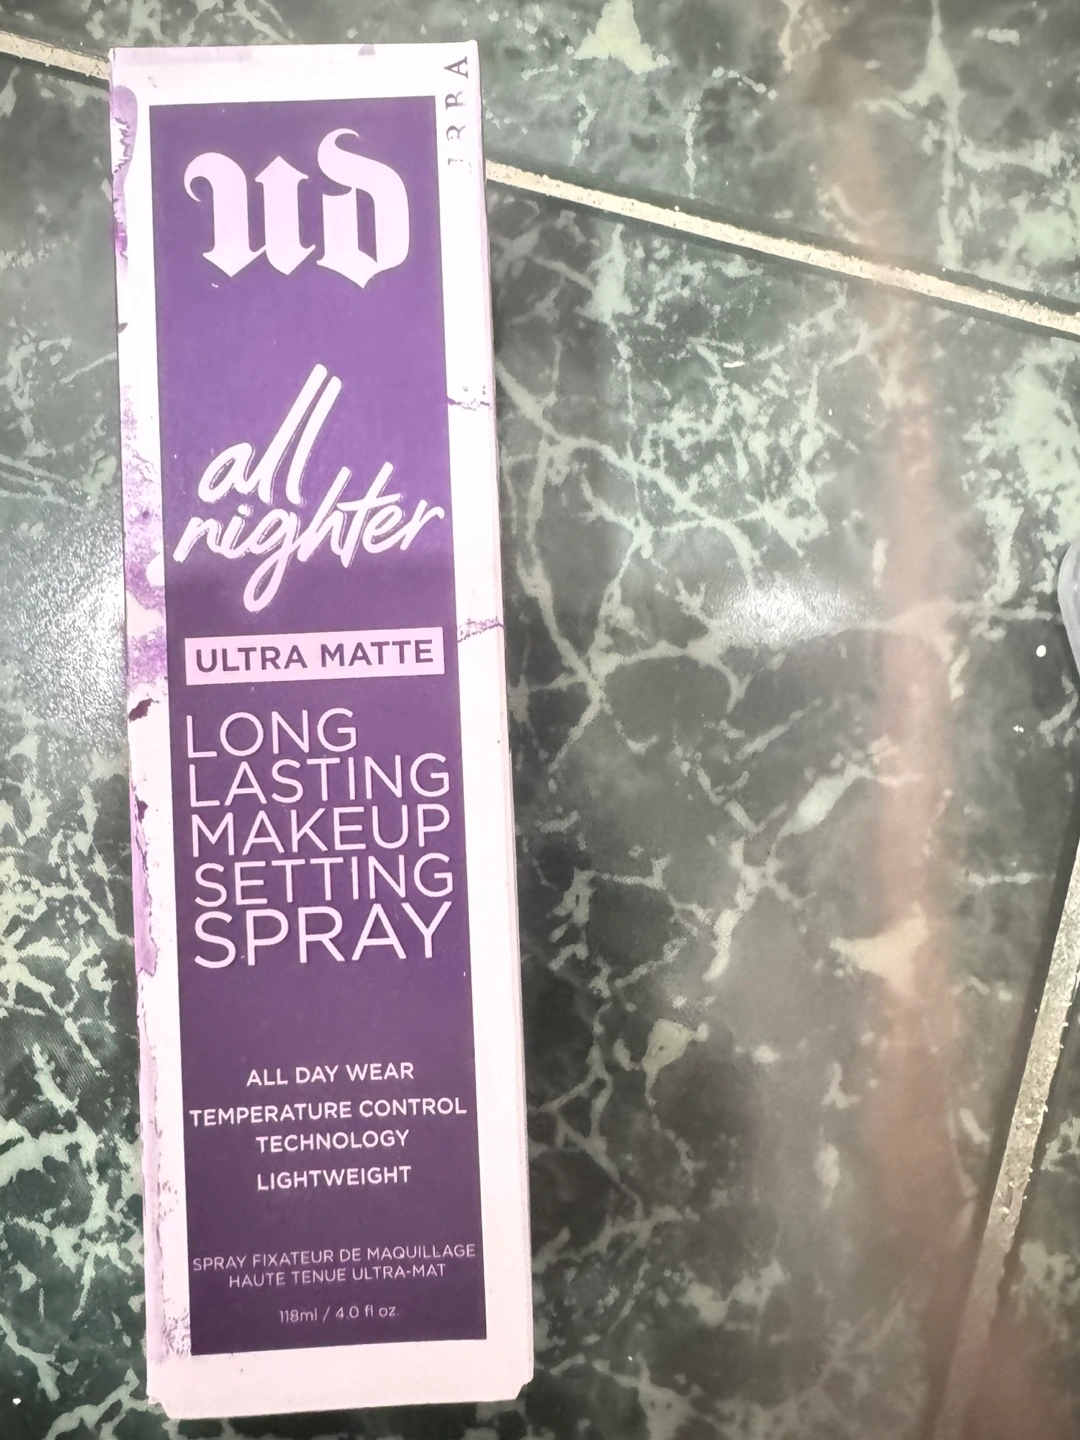 ud
all
nighter
ULTRA MATTE
LONG
LASTING
MAKEUP
SETTING
SPRAY
ALL DAY WEAR
TEMPERATURE CONTROL
TECHNOLOGY
LIGHTWEIGHT
SPRAY FIXATEUR DE MAQUILLAGE
HAUTE TENUE ULTRA-MAT
118ml / 4.0 fl oz.